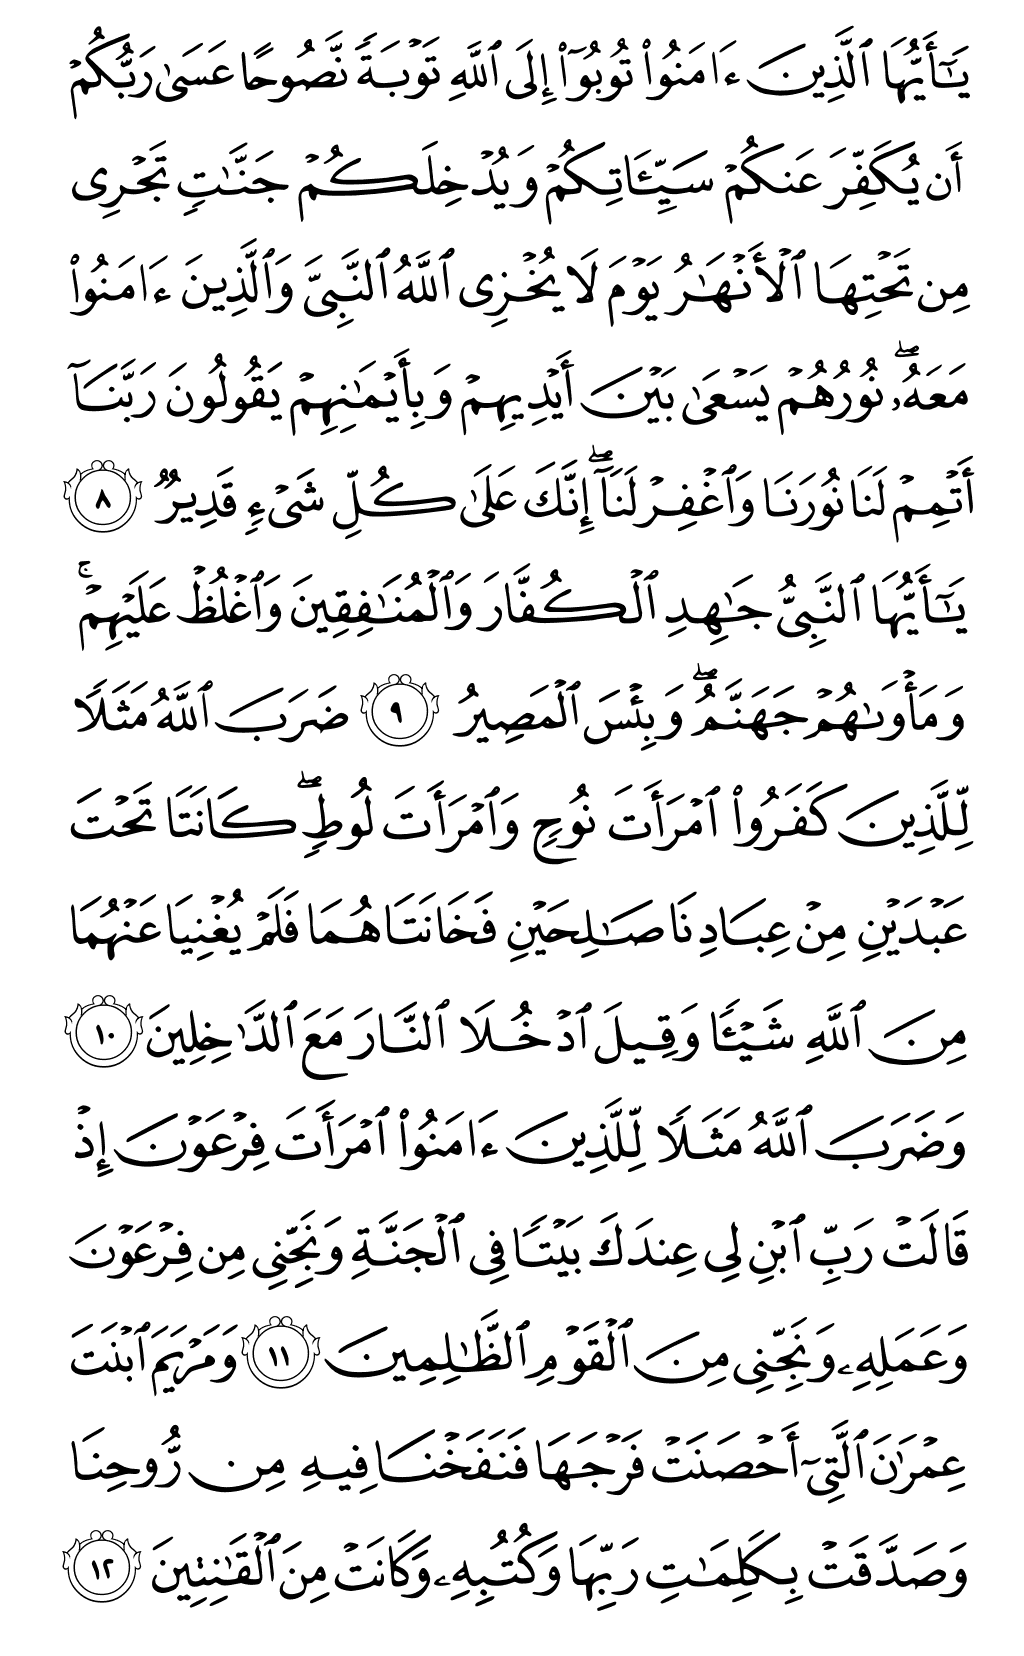 يَـٰٓأَيُّهَا ٱلَّذِينَ ءَامَنُوا۟ تُوبُوٓا۟ إِلَى ٱللَّهِ تَوْبَةً نَّصُوحًا عَسَىٰ رَبُّكُمْ
أَن يُكَفِّرَ عَنكُمْ سَيِّـَٔاتِكُمْ وَيُدْخِلَكُمْ جَنَّـٰتٍ تَجْرِى
مِن تَحْتِهَا ٱلْأَنْهَـٰرُ يَوْمَ لَا يُخْزِى ٱللَّهُ ٱلنَّبِىَّ وَٱلَّذِينَ ءَامَنُوا۟
مَعَهُۥ ۖ نُورُهُمْ يَسْعَىٰ بَيْنَ أَيْدِيهِمْ وَبِأَيْمَـٰنِهِمْ يَقُولُونَ رَبَّنَآ
أَتْمِمْ لَنَا نُورَنَا وَٱغْفِرْ لَنَآ ۖ إِنَّكَ عَلَىٰ كُلِّ شَىْءٍ قَدِيرٌ ٨
يَـٰٓأَيُّهَا ٱلنَّبِىُّ جَـٰهِدِ ٱلْكُفَّارَ وَٱلْمُنَـٰفِقِينَ وَٱغْلُظْ عَلَيْهِمْ ۚ
وَمَأْوَىٰهُمْ جَهَنَّمُ ۖ وَبِئْسَ ٱلْمَصِيرُ ٩ ضَرَبَ ٱللَّهُ مَثَلًا
لِّلَّذِينَ كَفَرُوا۟ ٱمْرَأَتَ نُوحٍ وَٱمْرَأَتَ لُوطٍ ۖ كَانَتَا تَحْتَ
عَبْدَيْنِ مِنْ عِبَادِنَا صَـٰلِحَيْنِ فَخَانَتَاهُمَا فَلَمْ يُغْنِيَا عَنْهُمَا
مِنَ ٱللَّهِ شَيْـًٔا وَقِيلَ ٱدْخُلَا ٱلنَّارَ مَعَ ٱلدَّٰخِلِينَ ١٠
وَضَرَبَ ٱللَّهُ مَثَلًا لِّلَّذِينَ ءَامَنُوا۟ ٱمْرَأَتَ فِرْعَوْنَ إِذْ
قَالَتْ رَبِّ ٱبْنِ لِى عِندَكَ بَيْتًا فِى ٱلْجَنَّةِ وَنَجِّنِى مِن فِرْعَوْنَ
وَعَمَلِهِۦ وَنَجِّنِى مِنَ ٱلْقَوْمِ ٱلظَّـٰلِمِينَ ١١ وَمَرْيَمَ ٱبْنَتَ
عِمْرَٰنَ ٱلَّتِىٓ أَحْصَنَتْ فَرْجَهَا فَنَفَخْنَا فِيهِ مِن رُّوحِنَا
وَصَدَّقَتْ بِكَلِمَـٰتِ رَبِّهَا وَكُتُبِهِۦ وَكَانَتْ مِنَ ٱلْقَـٰنِتِينَ ١٢